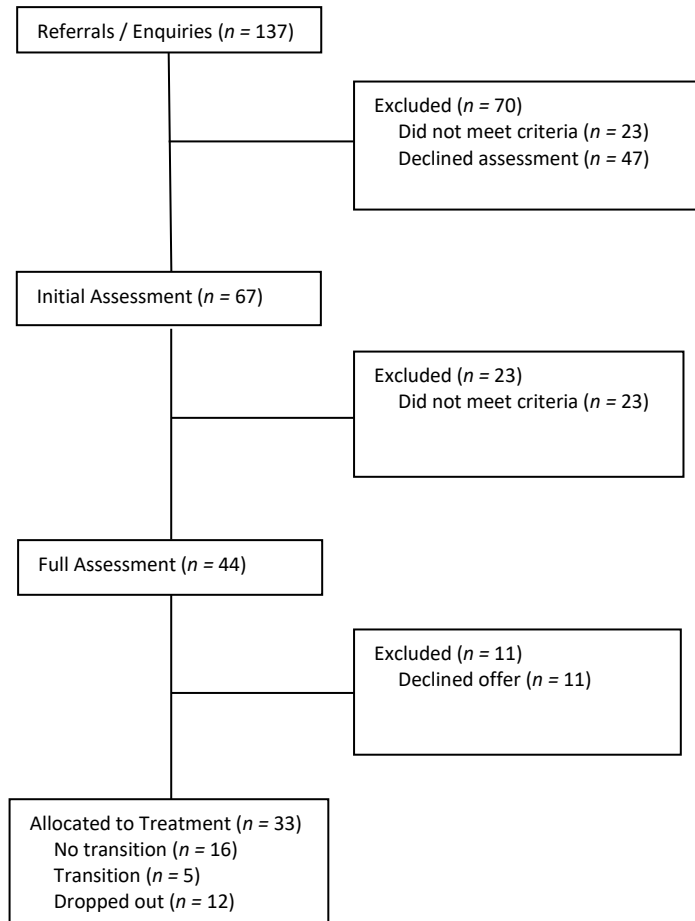 Referrals / Enquiries (n = 137)
Excluded (n = 70)
Did not meet criteria (n = 23)
Declined assessment (n = 47)
Initial Assessment (n = 67)
Excluded (n = 23)
Did not meet criteria (n = 23)
Full Assessment (n = 44)
Excluded (n = 11)
Declined offer (n = 11)
Allocated to Treatment (n = 33)
No transition (n = 16)
Transition (n = 5)
Dropped out (n = 12)